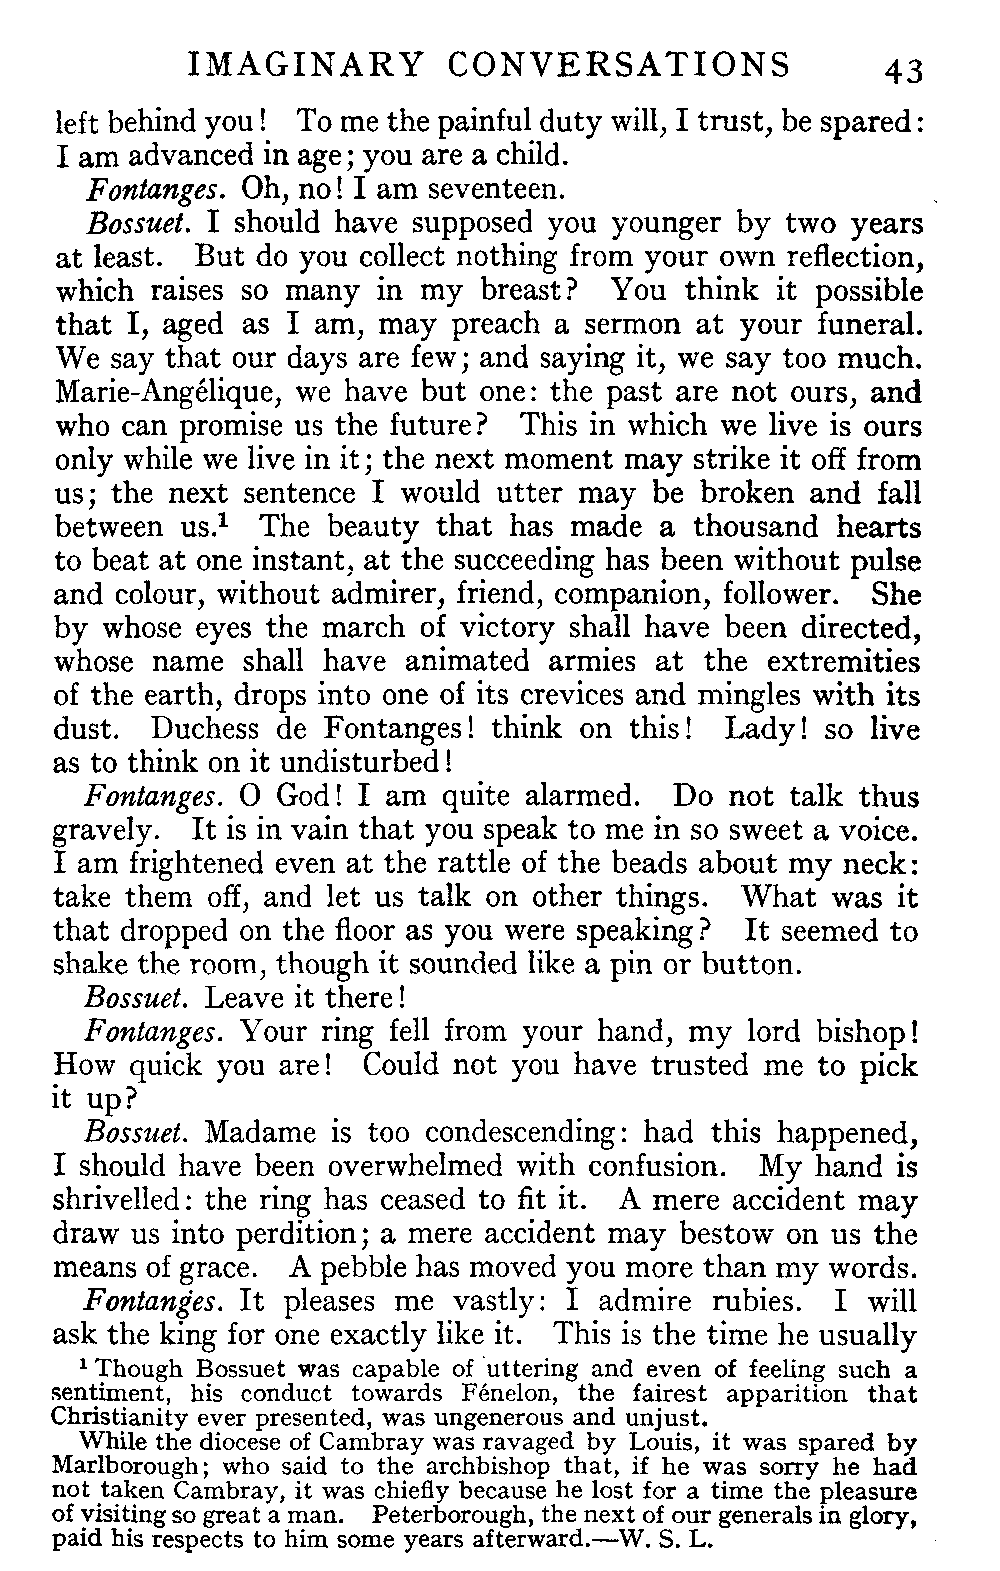 IMAGINARY CONVERSATIONS 43
left behind you! To me the painful duty will, I trust, be spared:
I am advanced in age; you are a child.
Fontanges. Oh, no! I am seventeen.
Bossuet. I should have supposed you younger by two years
at least. But do you collect nothing from your own reflection,
which raises so many in my breast? You think it possible
that I, aged as I am, may preach a sermon at your funeral.
We say that our days are few; and saying it, we say too much.
Marie-Angélique, we have but one: the past are not ours, and
who can promise us the future? This in which we live is ours
only while we live in it; the next moment may strike it off from
us; the next sentence I would utter may be broken and fall
between us.¹ The beauty that has made a thousand hearts
to beat at one instant, at the succeeding has been without pulse
and colour, without admirer, friend, companion, follower. She
by whose eyes the march of victory shall have been directed,
whose name shall have animated armies at the extremities
of the earth, drops into one of its crevices and mingles with its
dust. Duchess de Fontanges! think on this! Lady! so live
as to think on it undisturbed!
Fontanges. O God! I am quite alarmed. Do not talk thus
gravely. It is in vain that you speak to me in so sweet a voice.
I am frightened even at the rattle of the beads about my neck:
take them off, and let us talk on other things. What was it
that dropped on the floor as you were speaking? It seemed to
shake the room, though it sounded like a pin or button.
Bossuet. Leave it there!
Fontanges. Your ring fell from your hand, my lord bishop!
How quick you are! Could not you have trusted me to pick
it up?
Bossuet. Madame is too condescending: had this happened,
I should have been overwhelmed with confusion. My hand is
shrivelled: the ring has ceased to fit it. A mere accident may
draw us into perdition; a mere accident may bestow on us the
means of grace. A pebble has moved you more than my words.
Fontanges. It pleases me vastly: I admire rubies. I will
ask the king for one exactly like it. This is the time he usually
¹ Though Bossuet was capable of uttering and even of feeling such a
sentiment, his conduct towards Fénelon, the fairest apparition that
Christianity ever presented, was ungenerous and unjust.
While the diocese of Cambray was ravaged by Louis, it was spared by
Marlborough; who said to the archbishop that, if he was sorry he had
not taken Cambray, it was chiefly because he lost for a time the pleasure
of visiting so great a man. Peterborough, the next of our generals in glory,
paid his respects to him some years afterward.—W. S. L.